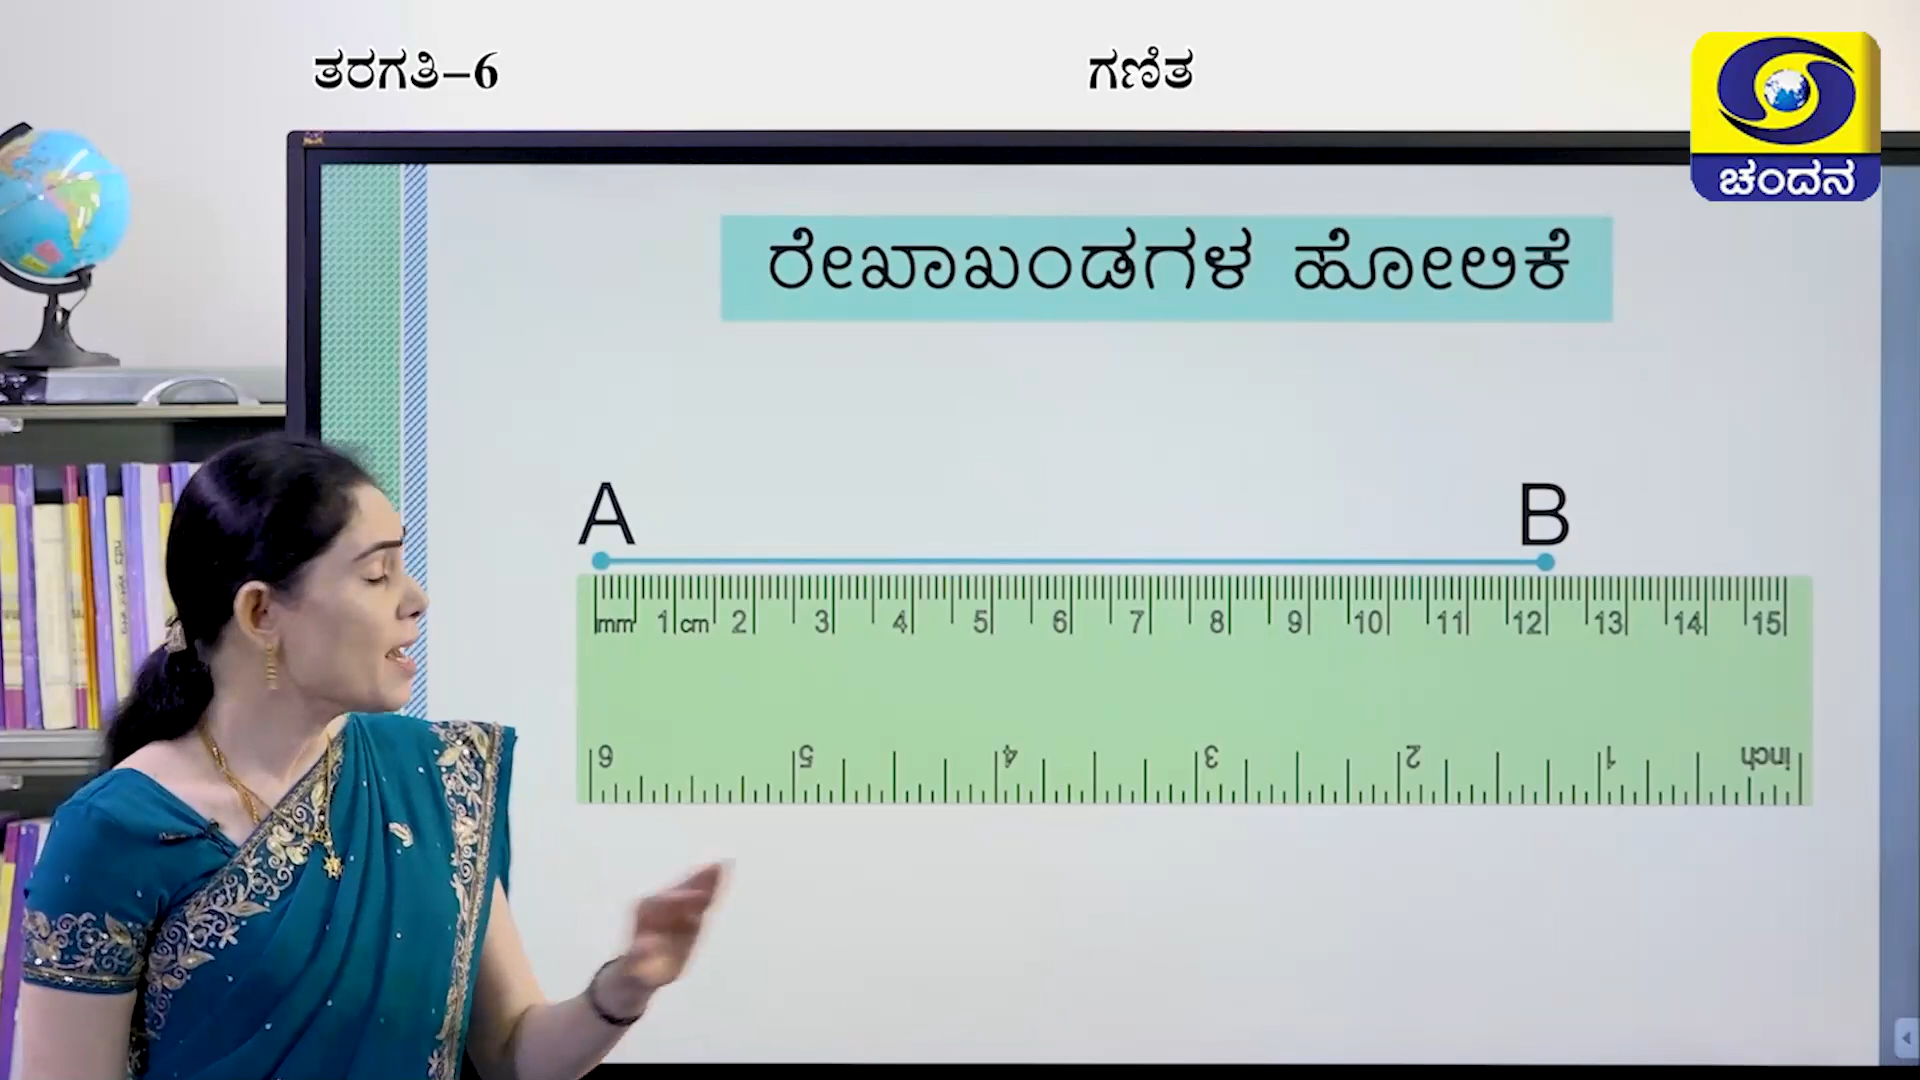 ತರಗತಿ–6
ಗಣಿತ
ಚಂದನ
ರೇಖಾಖಂಡಗಳ ಹೋಲಿಕೆ
A B
mm 1 cm 2 3 4 5 6 7 8 9 10 11 12 13 14 15
6 5 4 3 2 1 inch